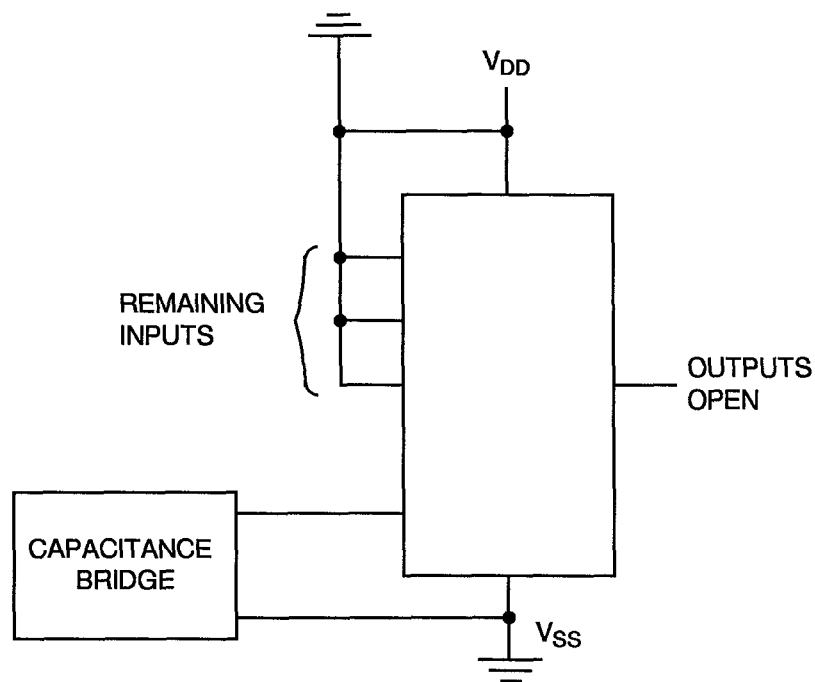 VDD
REMAINING
INPUTS
OUTPUTS
OPEN
CAPACITANCE
BRIDGE
VSS